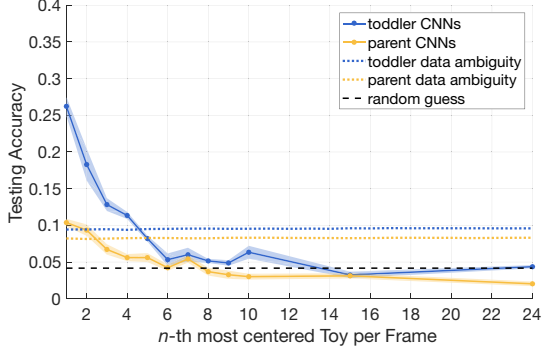 0.4
0.35
0.3
0.25
0.2
0.15
0.1
0.05
0
Testing Accuracy
toddler CNNs
parent CNNs
toddler data ambiguity
parent data ambiguity
random guess
2 4 6 8 10 12 14 16 18 20 22 24
n-th most centered Toy per Frame